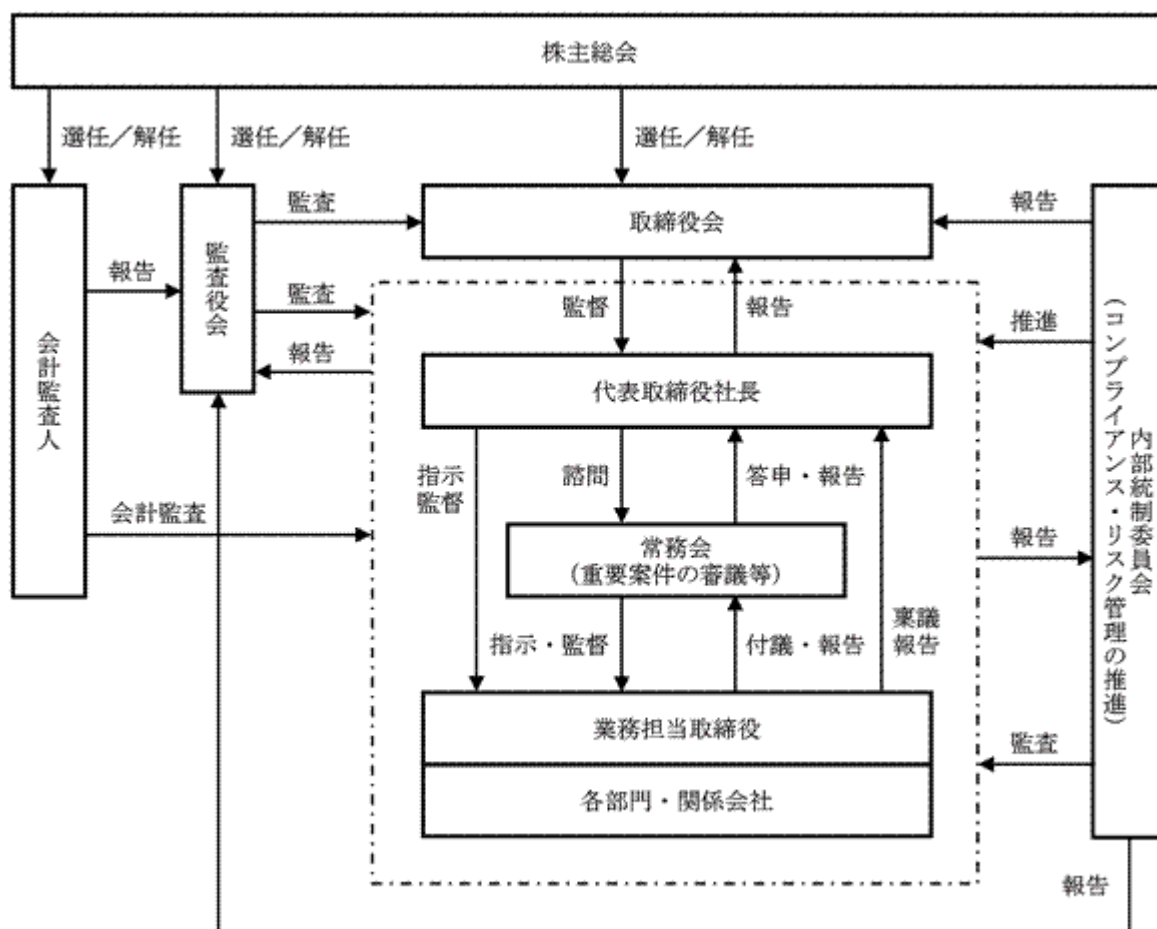 株主総会
選任／解任
選任／解任
選任／解任
会計監査人
監査役会
取締役会
内部統制委員会
（コンプライアンス・リスク管理の推進）
監査
報告
報告
監査
監督
報告
推進
報告
代表取締役社長
指示
監督
諮問
答申・報告
会計監査
常務会
（重要案件の審議等）
報告
指示・監督
付議・報告
稟議
報告
業務担当取締役
監査
各部門・関係会社
報告